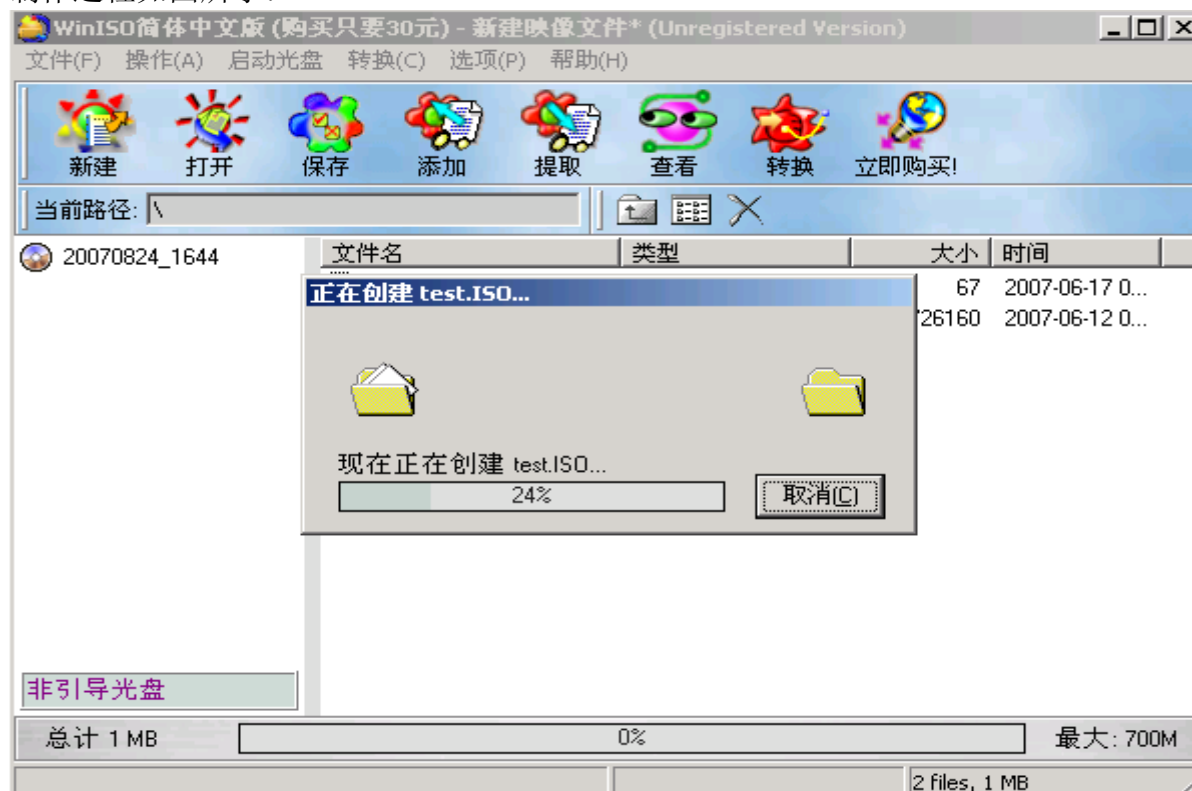 WinISO简体中文版 (购买只要30元) - 新建映像文件* (Unregistered Version)
文件(F) 操作(A) 启动光盘 转换(C) 选项(P) 帮助(H)
新建 打开 保存 添加 提取 查看 转换 立即购买!
当前路径: \
20070824_1644
文件名 类型 大小 时间
67 2007-06-17 0...
26160 2007-06-12 0...
正在创建 test.ISO...
现在正在创建 test.ISO...
24%
取消(C)
非引导光盘
总计 1 MB 0% 最大: 700M
2 files, 1 MB